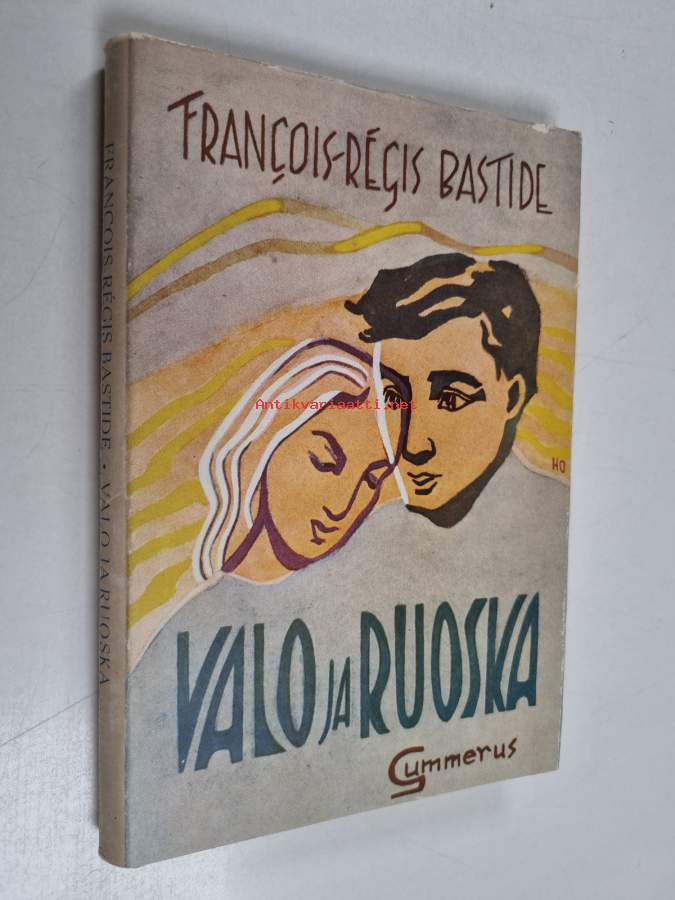 FRANÇOIS-RÉGIS BASTIDE
Antikvariaatti.net
HO
VALO JA RUOSKA
Gummerus
FRANÇOIS-RÉGIS BASTIDE • VALO JA RUOSKA